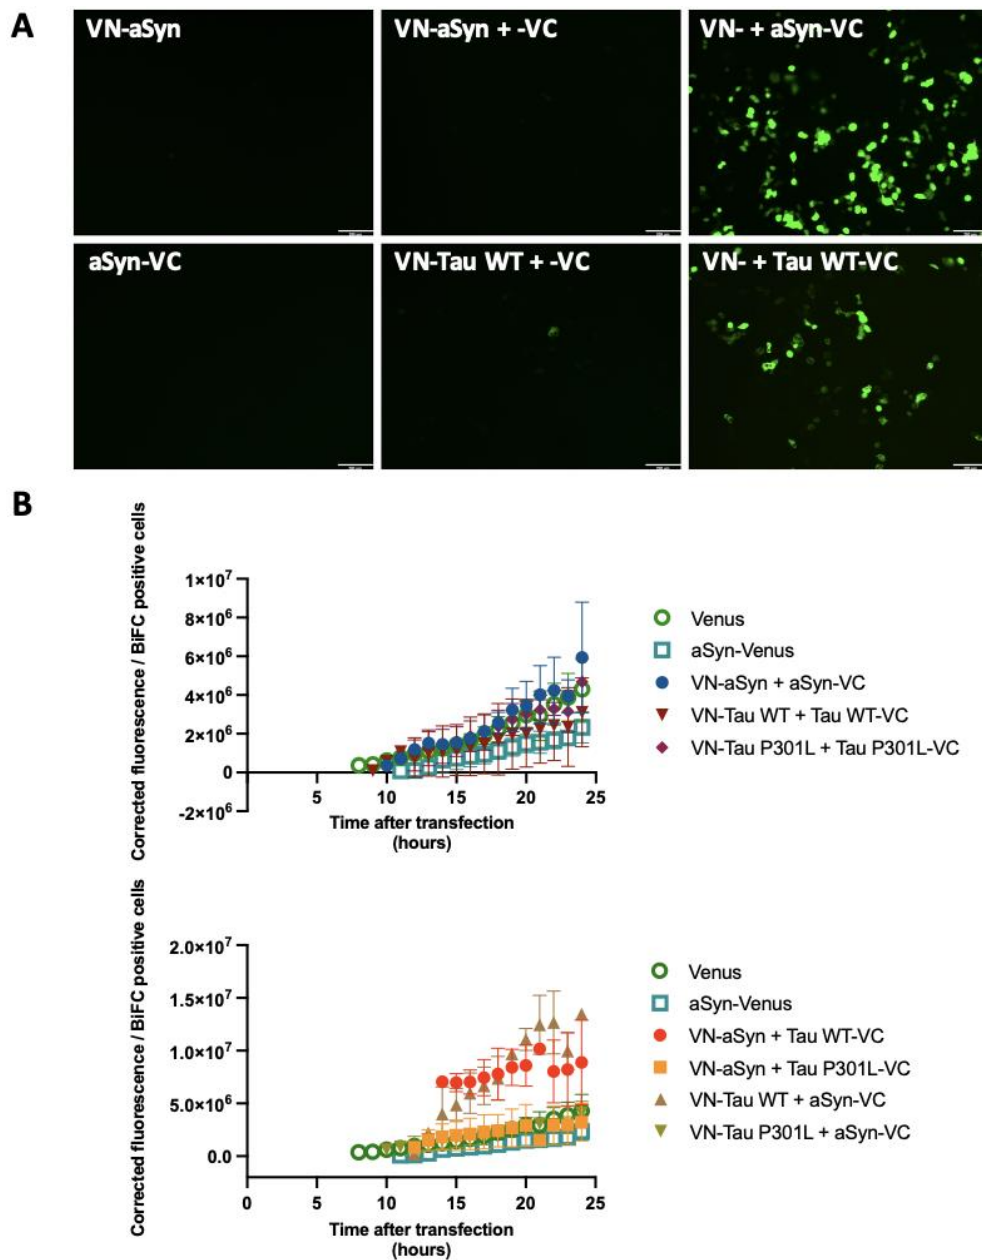 A
VN-aSyn
VN-aSyn + -VC
VN- + aSyn-VC
aSyn-VC
VN-Tau WT + -VC
VN- + Tau WT-VC
B
Corrected fluorescence / BiFC positive cells
1×10⁷
8×10⁶
6×10⁶
4×10⁶
2×10⁶
0
-2×10⁶
5
10
15
20
25
Time after transfection
(hours)
Venus
aSyn-Venus
VN-aSyn + aSyn-VC
VN-Tau WT + Tau WT-VC
VN-Tau P301L + Tau P301L-VC
Corrected fluorescence / BiFC positive cells
2.0×10⁷
1.5×10⁷
1.0×10⁷
5.0×10⁶
0.0
0
5
10
15
20
25
Time after transfection
(hours)
Venus
aSyn-Venus
VN-aSyn + Tau WT-VC
VN-aSyn + Tau P301L-VC
VN-Tau WT + aSyn-VC
VN-Tau P301L + aSyn-VC